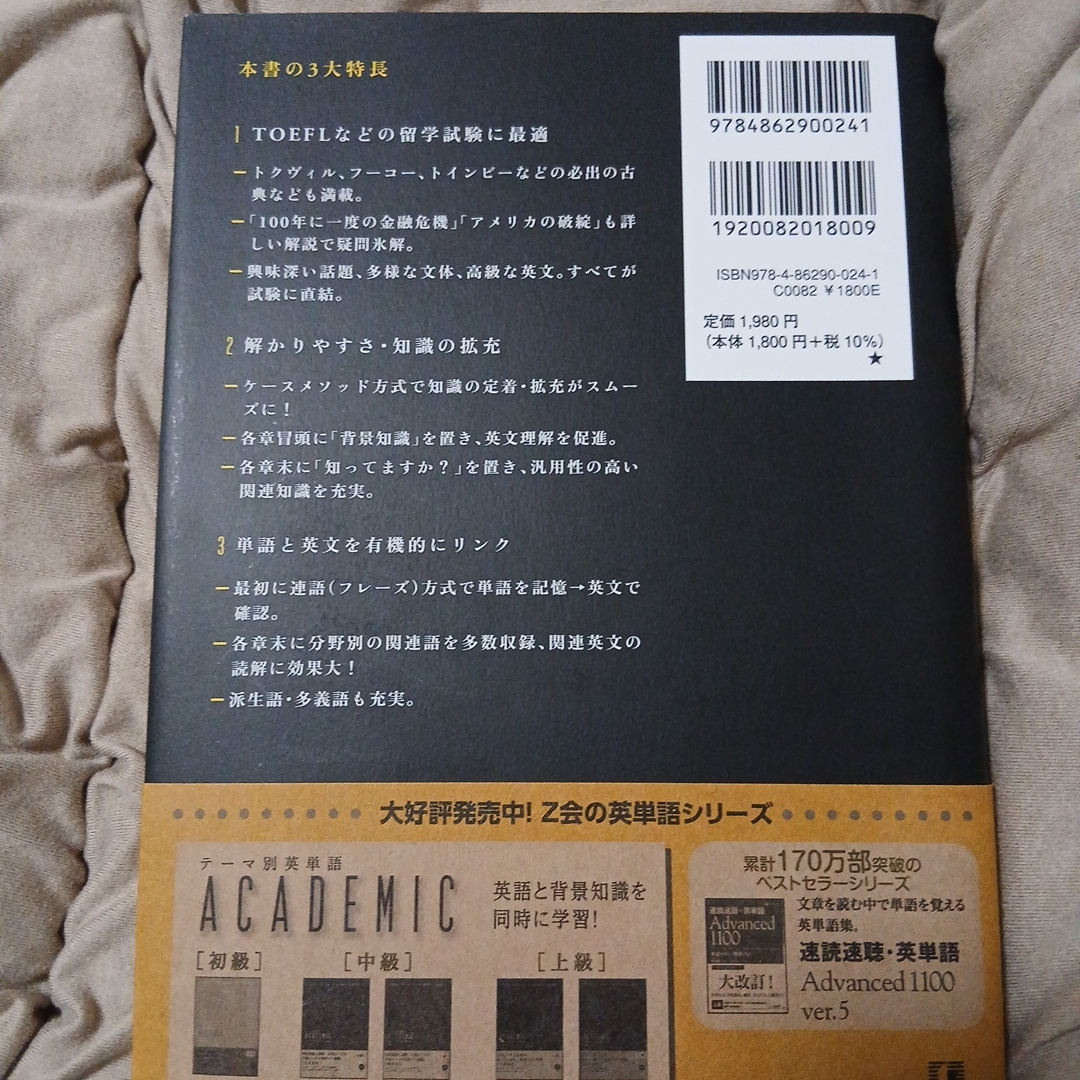 本書の3大特長
1 TOEFLなどの留学試験に最適
トクヴィル、フーコー、トインビーなどの必出の古
典なども満載。
「100年に一度の金融危機」「アメリカの破綻」も詳
しい解説で疑問氷解。
興味深い話題、多様な文体、高級な英文。すべてが
試験に直結。
2 解かりやすさ・知識の拡充
ケースメソッド方式で知識の定着・拡充がスムー
ズに!
各章冒頭に「背景知識」を置き、英文理解を促進。
各章末に「知ってますか?」を置き、汎用性の高い
関連知識を充実。
3 単語と英文を有機的にリンク
最初に連語(フレーズ)方式で単語を記憶→英文で
確認。
各章末に分野別の関連語を多数収録、関連英文の
読解に効果大!
派生語・多義語も充実。
9784862900241
1920082018009
ISBN978-4-86290-024-1
C0082 ¥1800E
定価 1,980 円
(本体 1,800 円+税 10%)
★
大好評発売中! Z会の英単語シリーズ
テーマ別英単語
ACADEMIC
英語と背景知識を
同時に学習!
[初級]
[中級]
[上級]
累計170万部突破の
ベストセラーシリーズ
文章を読む中で単語を覚える
英単語集。
速読速聴・英単語
Advanced 1100
ver.5
速読速聴・英単語
Advanced
1100
大改訂!